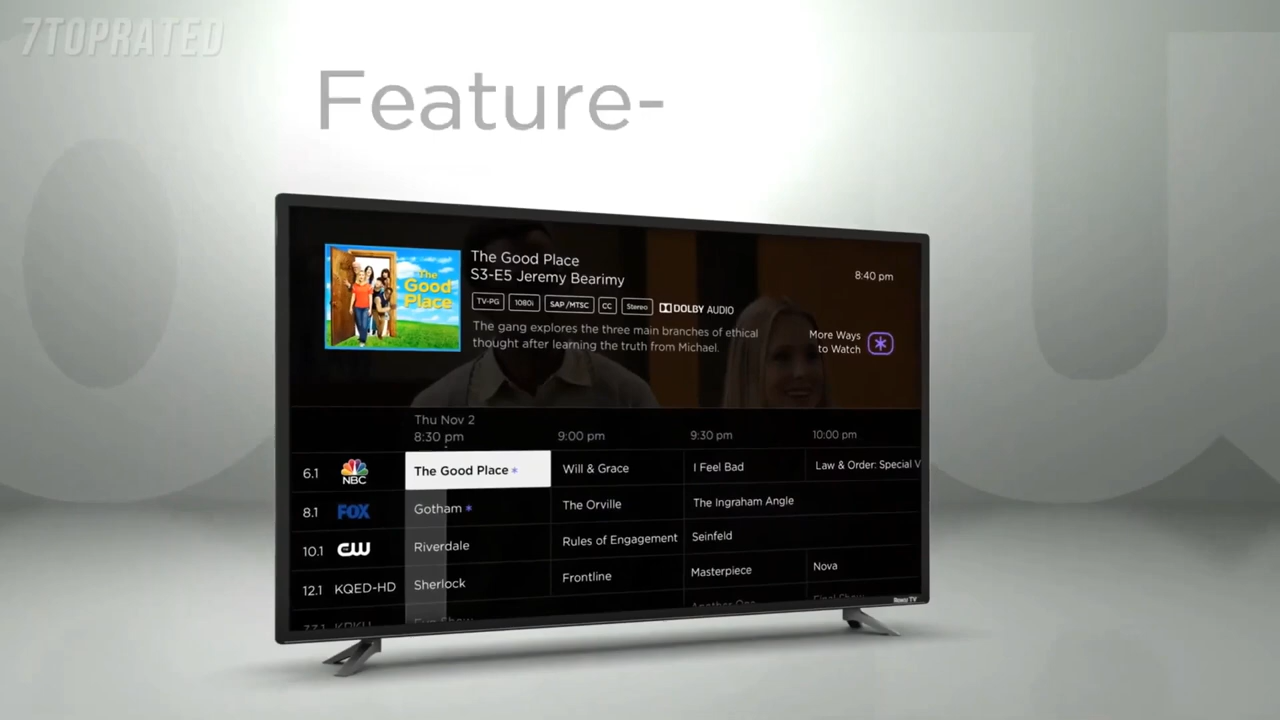 7TOPRATED
Feature-
The Good Place
S3-E5 Jeremy Bearimy
8:40 pm
TV-PG 1080i SAP/MTSC CC Stereo DOLBY AUDIO
The gang explores the three main branches of ethical
thought after learning the truth from Michael.
More Ways
to Watch
The
Good
Place
Thu Nov 2
8:30 pm 9:00 pm 9:30 pm 10:00 pm
6.1 NBC The Good Place * Will & Grace I Feel Bad Law & Order: Special V
8.1 FOX Gotham * The Orville The Ingraham Angle
10.1 CW Riverdale Rules of Engagement Seinfeld
12.1 KQED-HD Sherlock Frontline Masterpiece Nova
Roku TV